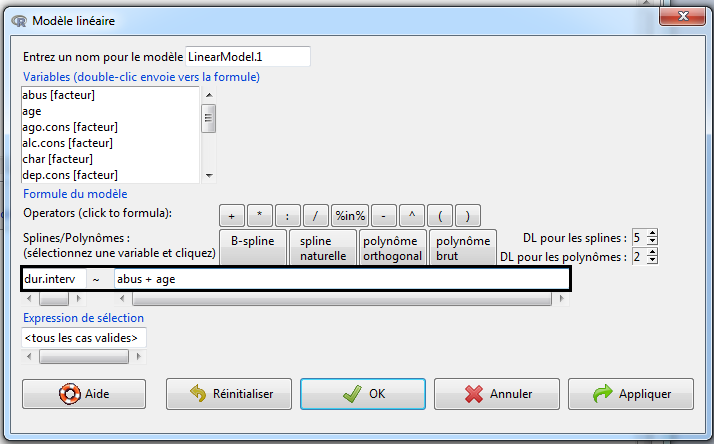 Modèle linéaire
Entrez un nom pour le modèle LinearModel.1
Variables (double-clic envoie vers la formule)
abus [facteur]
age
ago.cons [facteur]
alc.cons [facteur]
char [facteur]
dep.cons [facteur]
Formule du modèle
Operators (click to formula): + * : / %in% - ^ ( )
Splines/Polynômes :
(sélectionnez une variable et cliquez)
B-spline
spline
naturelle
polynôme
orthogonal
polynôme
brut
DL pour les splines : 5
DL pour les polynômes : 2
dur.interv ~ abus + age
Expression de sélection
<tous les cas valides>
Aide Réinitialiser OK Annuler Appliquer